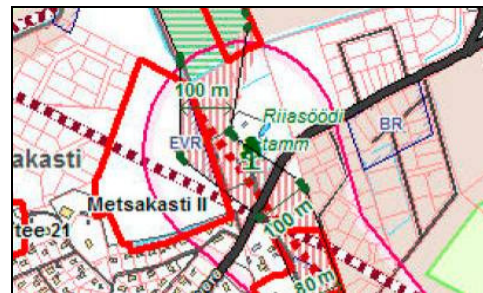 100 m
Riiasöödi
tamm
EVR
BR
akasti
Metsakasti II
tee 21
100 m
80 m